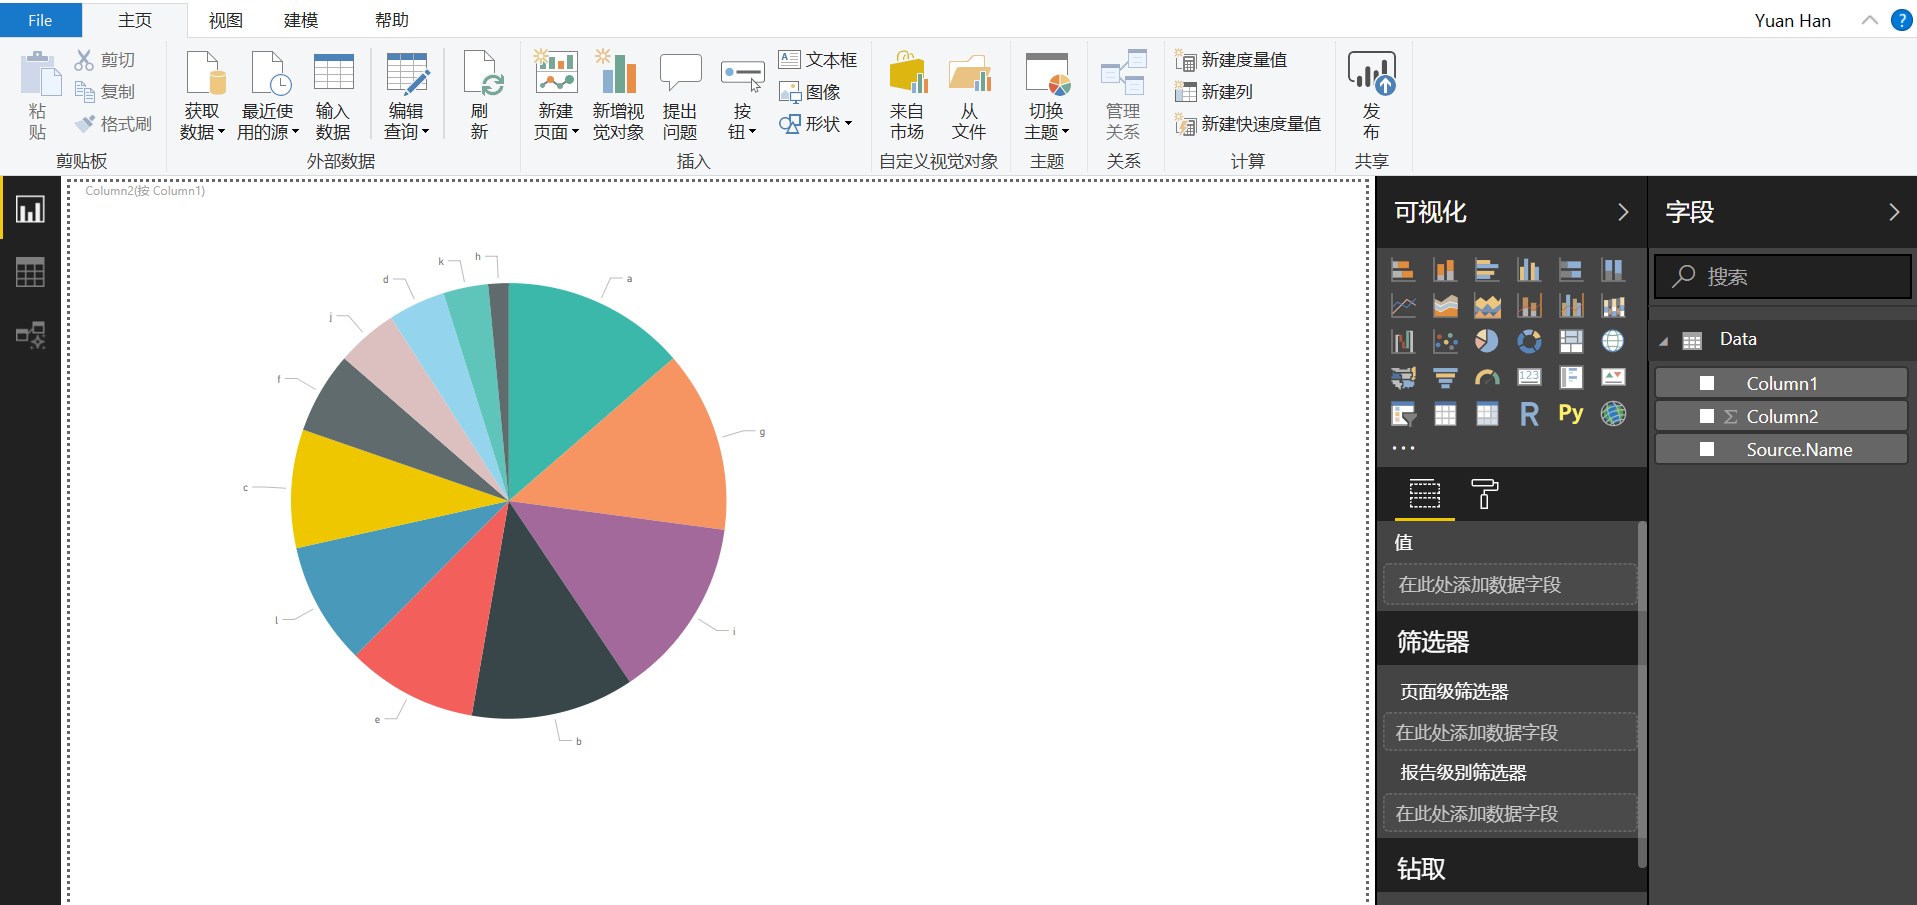 File
主页
视图
建模
帮助
Yuan Han
?
粘贴
剪切
复制
格式刷
剪贴板
获取数据
最近使用的源
输入数据
编辑查询
外部数据
刷新
新建页面
新增视觉对象
提出问题
按钮
文本框
图像
形状
插入
来自市场
从文件
自定义视觉对象
切换主题
主题
管理关系
关系
新建度量值
新建列
新建快速度量值
计算
发布
共享
Column2(按 Column1)
h
k
d
j
f
c
l
e
b
i
g
a
可视化
123
R
Py
值
在此处添加数据字段
筛选器
页面级筛选器
在此处添加数据字段
报告级别筛选器
在此处添加数据字段
钻取
字段
搜索
Data
Column1
Σ Column2
Source.Name